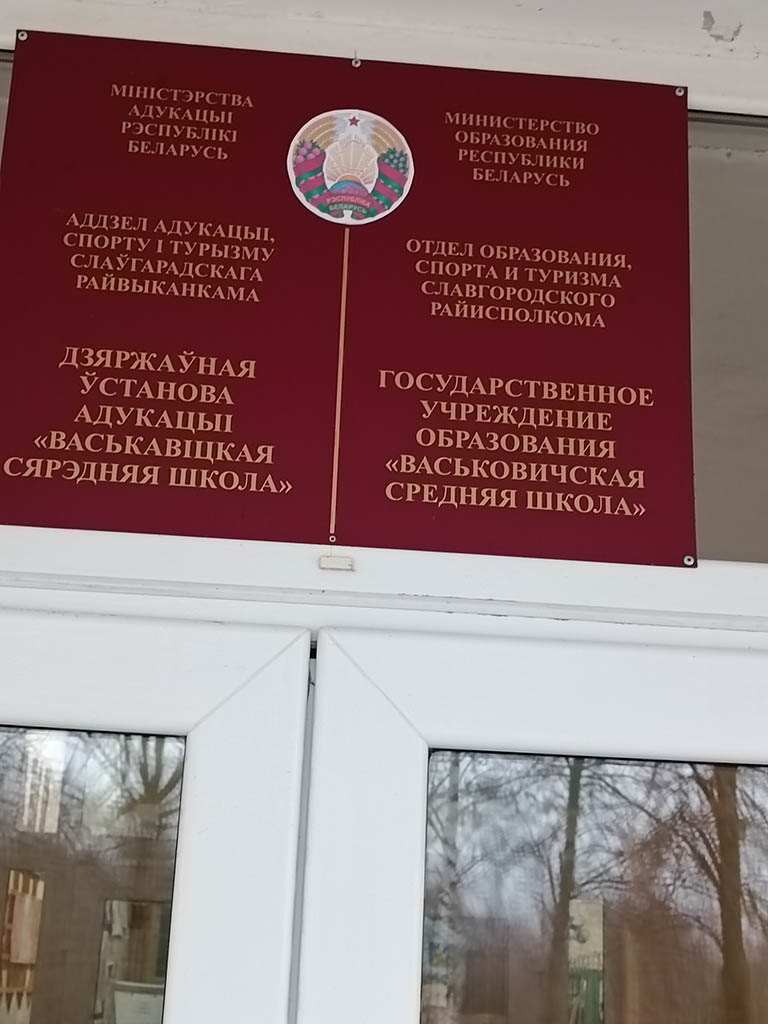 МІНІСТЭРСТВА
АДУКАЦЫІ
РЭСПУБЛІКІ
БЕЛАРУСЬ
АДДЗЕЛ АДУКАЦЫІ,
СПОРТУ І ТУРЫЗМУ
СЛАЎГАРАДСКАГА
РАЙВЫКАНКАМА
ДЗЯРЖАЎНАЯ
ЎСТАНОВА
АДУКАЦЫІ
«ВАСЬКАВІЦКАЯ
СЯРЭДНЯЯ ШКОЛА»
РЭСПУБЛІКА
БЕЛАРУСЬ
МИНИСТЕРСТВО
ОБРАЗОВАНИЯ
РЕСПУБЛИКИ
БЕЛАРУСЬ
ОТДЕЛ ОБРАЗОВАНИЯ,
СПОРТА И ТУРИЗМА
СЛАВГОРОДСКОГО
РАЙИСПОЛКОМА
ГОСУДАРСТВЕННОЕ
УЧРЕЖДЕНИЕ
ОБРАЗОВАНИЯ
«ВАСЬКОВИЧСКАЯ
СРЕДНЯЯ ШКОЛА»